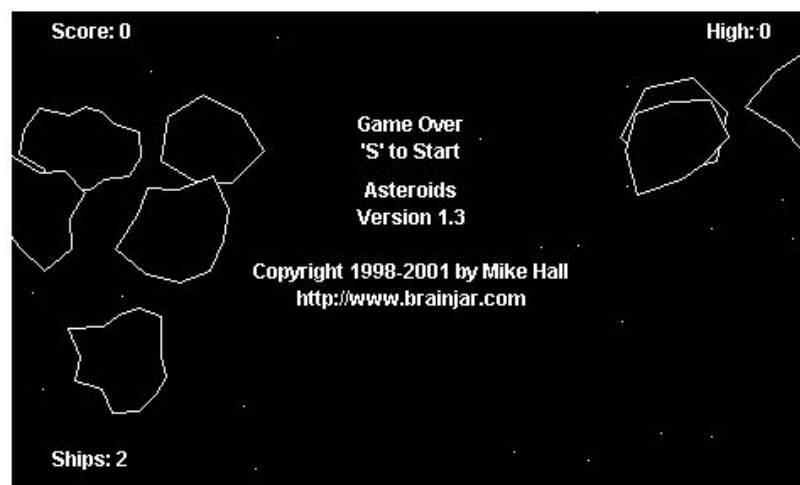 Score: 0
High: 0
Game Over
'S' to Start
Asteroids
Version 1.3
Copyright 1998-2001 by Mike Hall
http://www.brainjar.com
Ships: 2